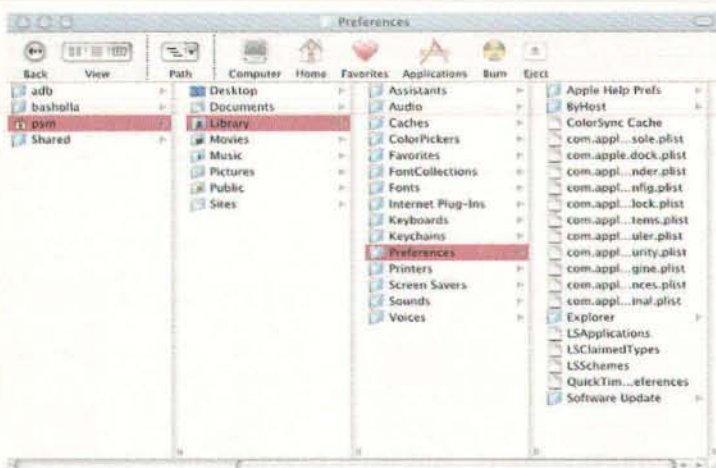 Preferences
Back View Path Computer Home Favorites Applications Burn Eject
adb
basholla
psm
Shared
Desktop
Documents
Library
Movies
Music
Pictures
Public
Sites
Assistants
Audio
Caches
ColorPickers
Favorites
FontCollections
Fonts
Internet Plug-Ins
Keyboards
Keychains
Preferences
Printers
Screen Savers
Sounds
Voices
Apple Help Prefs
ByHost
ColorSync Cache
com.appl...sole.plist
com.apple.dock.plist
com.appl...nder.plist
com.appl...nfig.plist
com.appl...lock.plist
com.appl...tems.plist
com.appl...uler.plist
com.appl...urity.plist
com.appl...gine.plist
com.appl...nces.plist
com.appl...inal.plist
Explorer
LSApplications
LSClaimedTypes
LSSchemes
QuickTim...eferences
Software Update